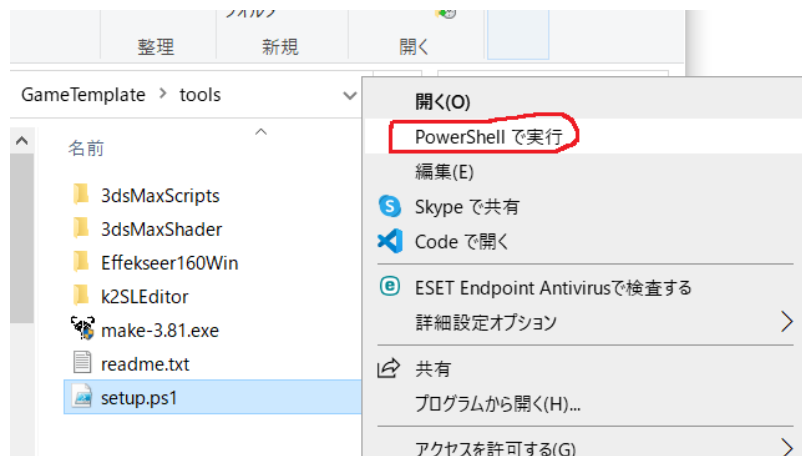 フォルダー
整理
新規
開く
GameTemplate > tools
名前
3dsMaxScripts
3dsMaxShader
Effekseer160Win
k2SLEditor
make-3.81.exe
readme.txt
setup.ps1
開く(O)
PowerShell で実行
編集(E)
Skype で共有
Code で開く
ESET Endpoint Antivirusで検査する
詳細設定オプション
共有
プログラムから開く(H)...
アクセスを許可する(G)